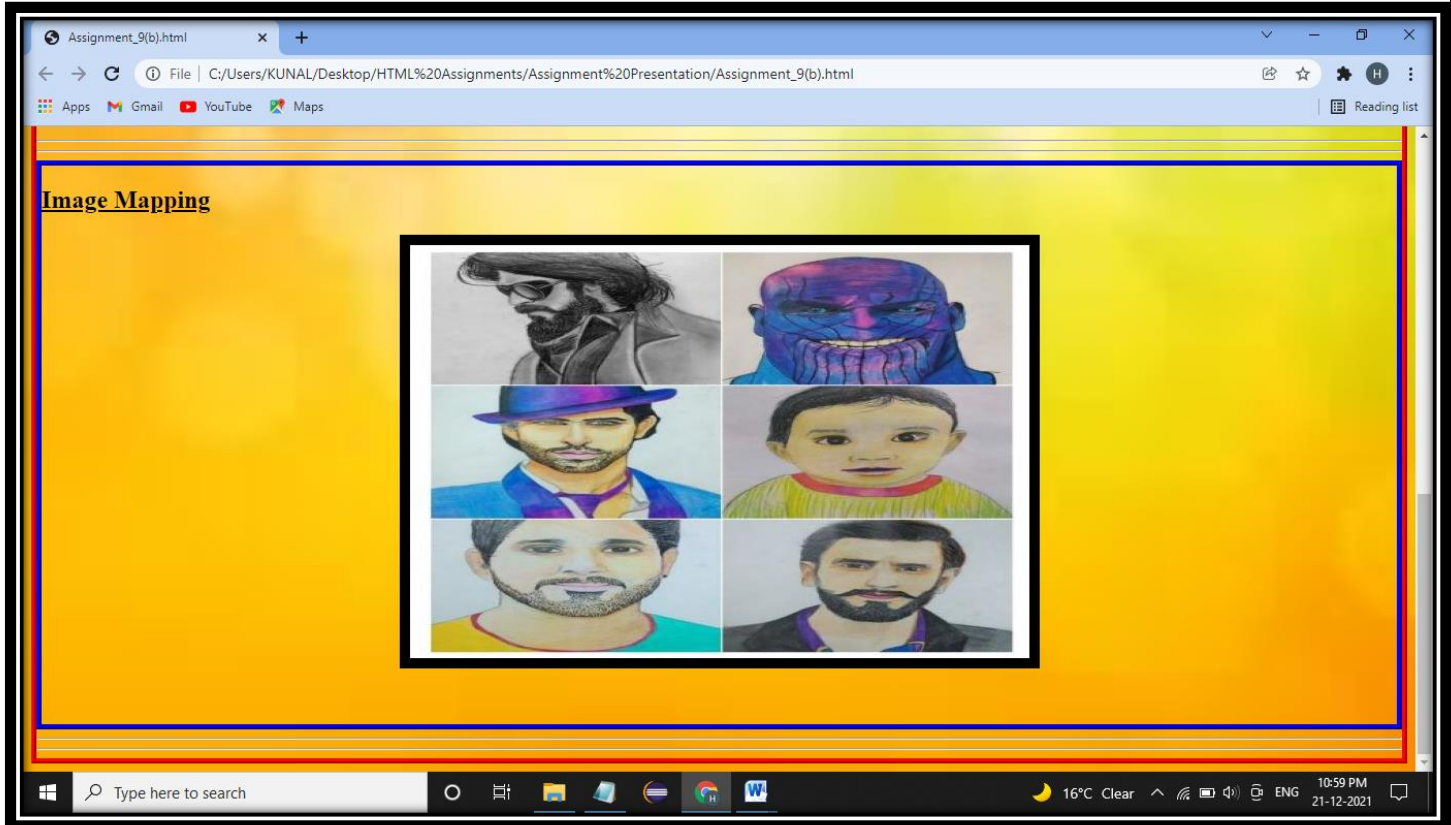 Assignment_9(b).html
File | C:/Users/KUNAL/Desktop/HTML%20Assignments/Assignment%20Presentation/Assignment_9(b).html
H
Apps Gmail YouTube Maps Reading list
Image Mapping
Type here to search
W
H
16°C Clear ENG
10:59 PM
21-12-2021